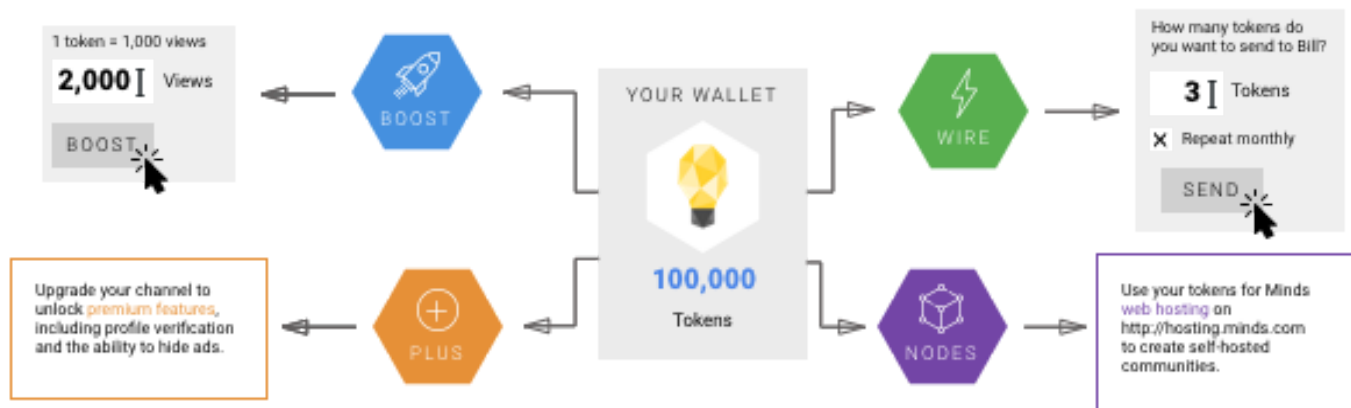 1 token = 1,000 views
2,000 Views
BOOST
BOOST
YOUR WALLET
100,000
Tokens
WIRE
How many tokens do
you want to send to Bill?
3 Tokens
X Repeat monthly
SEND
Upgrade your channel to
unlock premium features,
including profile verification
and the ability to hide ads.
PLUS
NODES
Use your tokens for Minds
web hosting on
http://hosting.minds.com
to create self-hosted
communities.